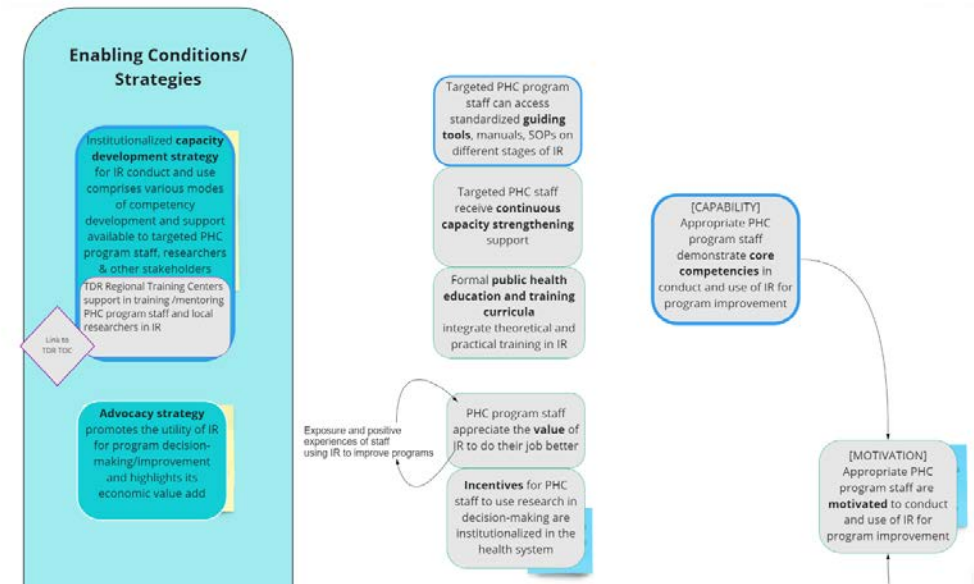 Enabling Conditions/
Strategies
Institutionalized capacity
development strategy
for IR conduct and use
comprises various modes
of competency
development and support
available to targeted PHC
program staff, researchers
& other stakeholders
TDR Regional Training Centers
support in training /mentoring
PHC program staff and local
researchers in IR
Link to
TDR TOC
Advocacy strategy
promotes the utility of IR
for program decision-
making/improvement
and highlights its
economic value add
Targeted PHC program
staff can access
standardized guiding
tools, manuals, SOPs on
different stages of IR
Targeted PHC staff
receive continuous
capacity strengthening
support
Formal public health
education and training
curricula
integrate theoretical and
practical training in IR
Exposure and positive
experiences of staff
using IR to improve programs
PHC program staff
appreciate the value of
IR to do their job better
Incentives for PHC
staff to use research in
decision-making are
institutionalized in the
health system
[CAPABILITY]
Appropriate PHC
program staff
demonstrate core
competencies in
conduct and use of IR for
program improvement
[MOTIVATION]
Appropriate PHC
program staff are
motivated to conduct
and use of IR for
program improvement